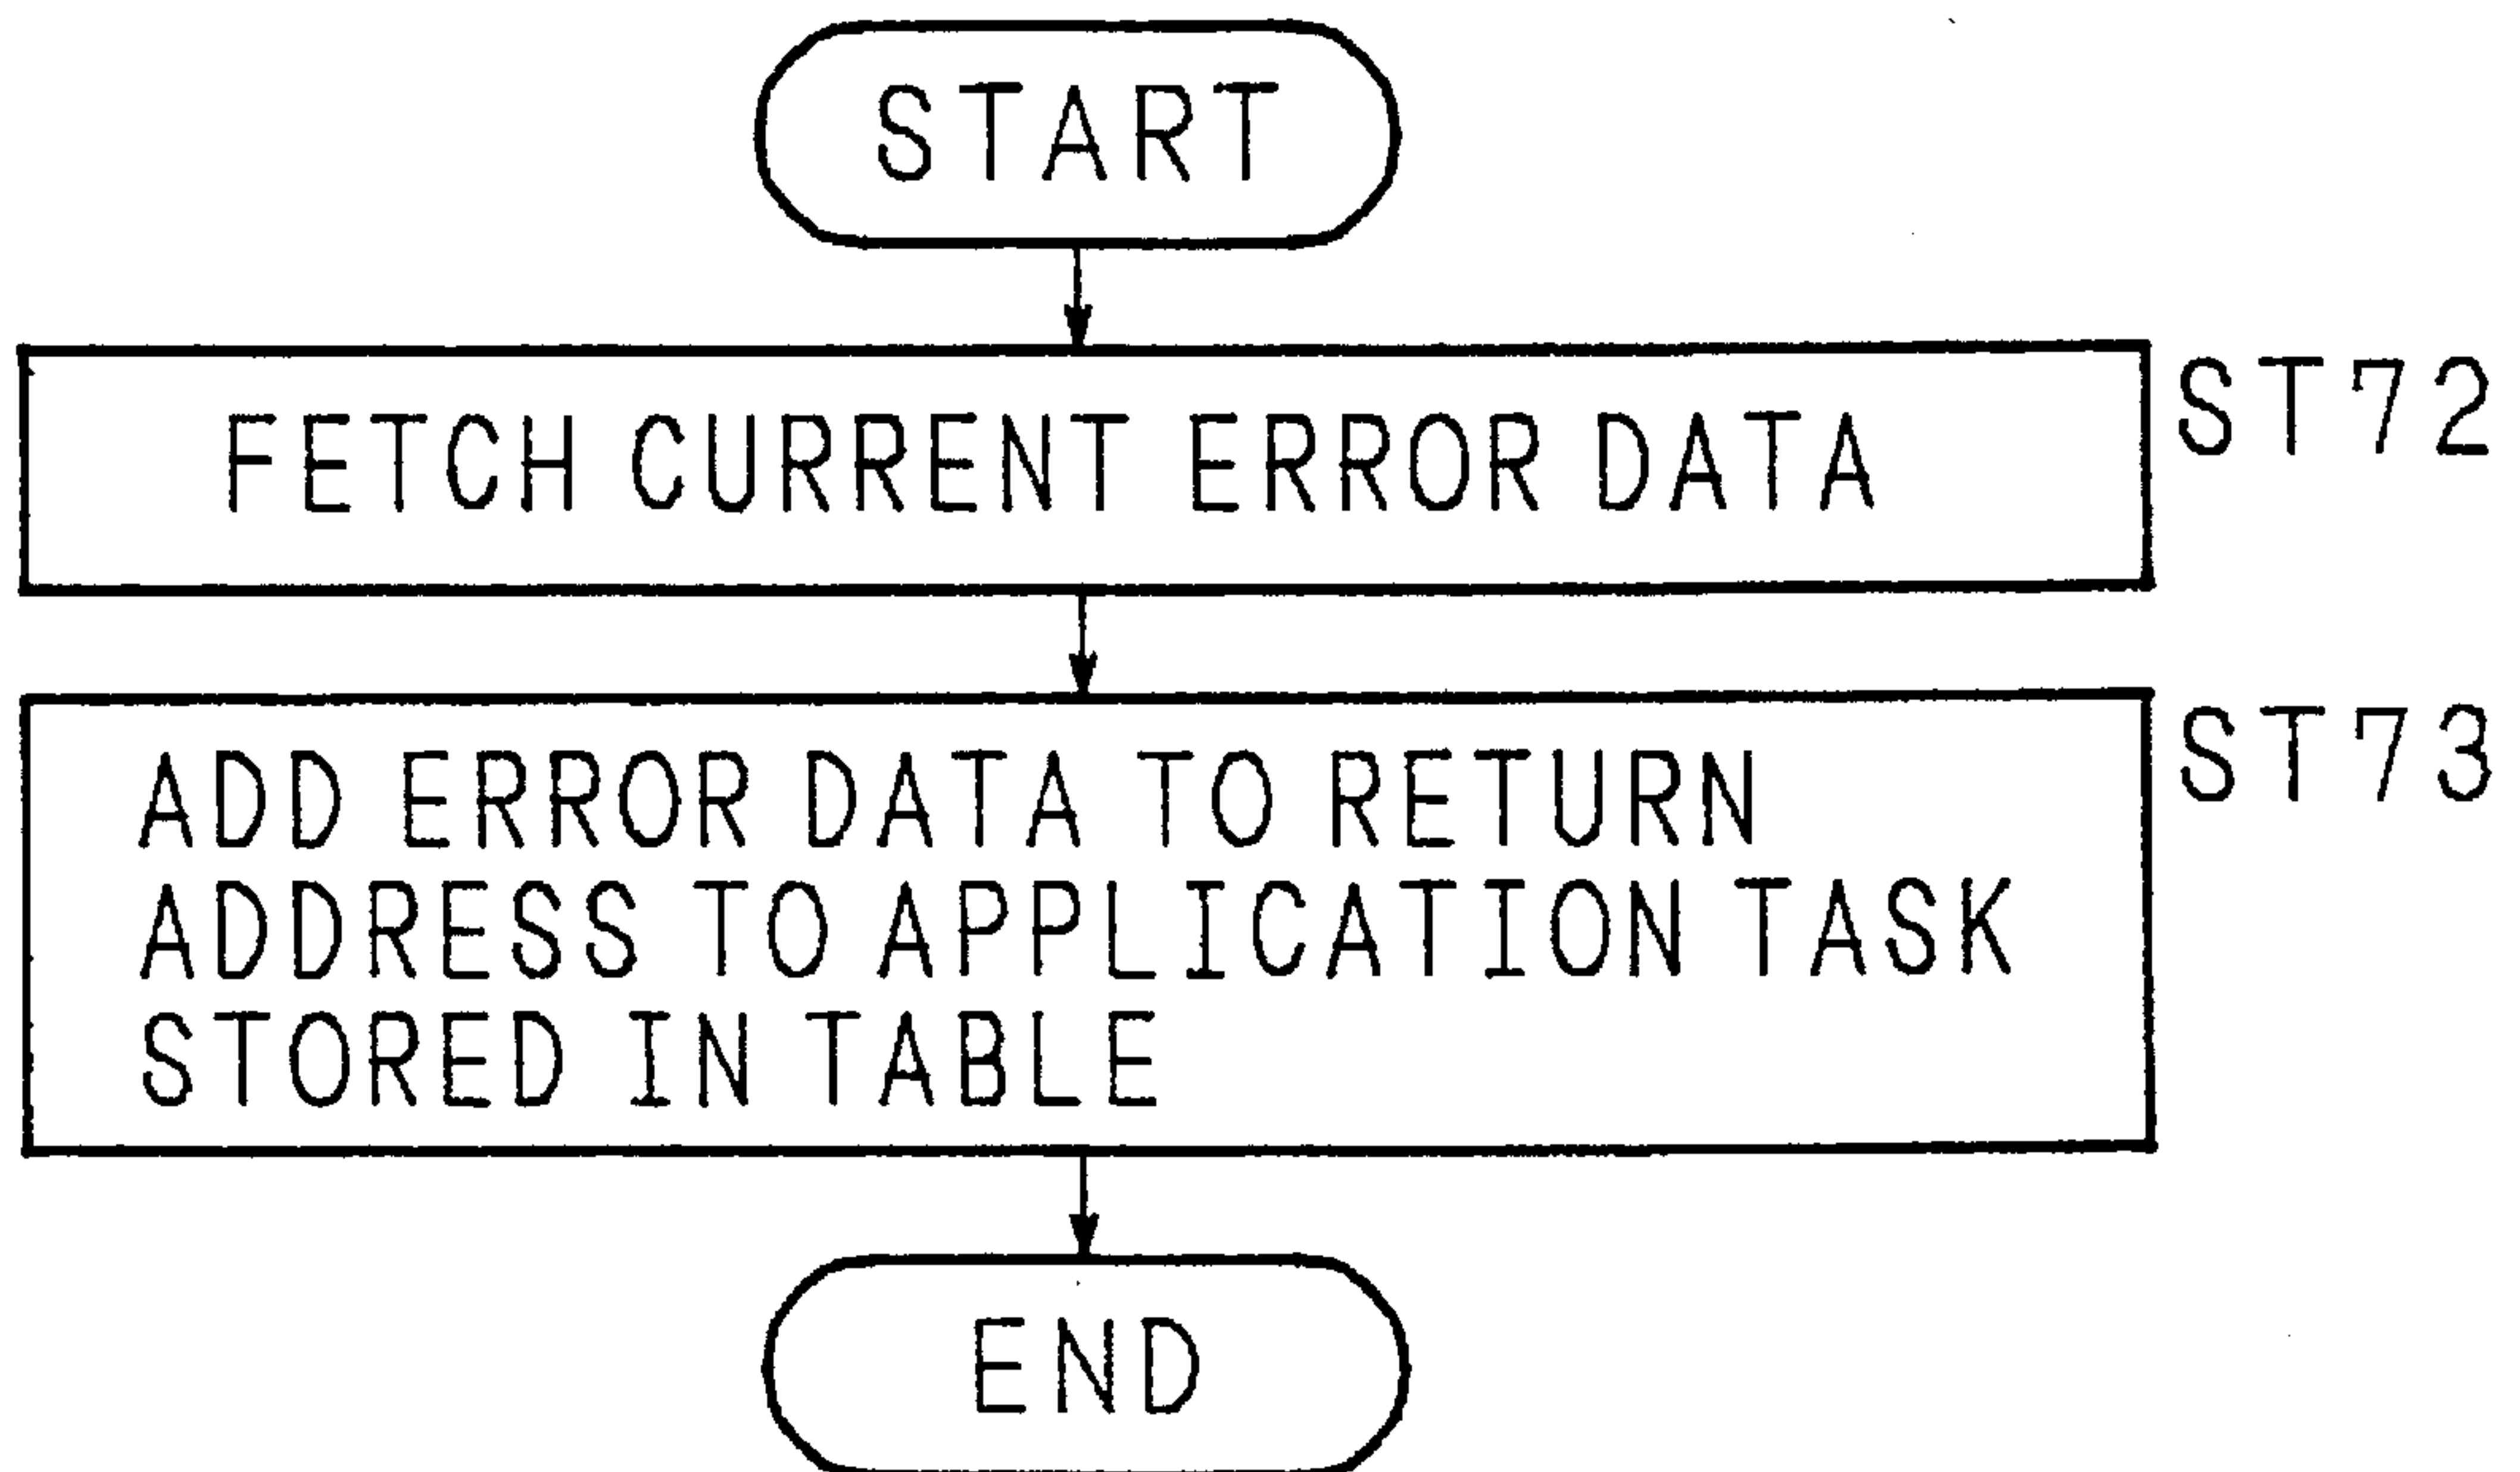 START
FETCH CURRENT ERROR DATA
ST72
ADD ERROR DATA TO RETURN
ADDRESS TO APPLICATION TASK
STORED IN TABLE
ST73
END